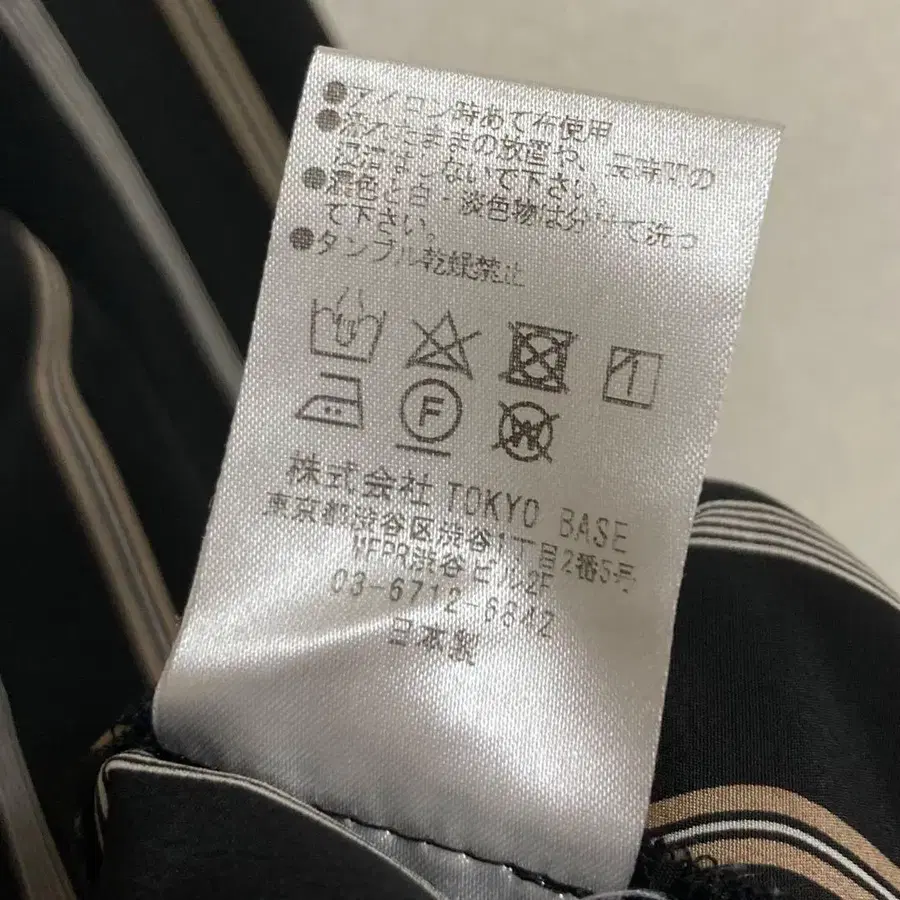 ●アイロン時あて布使用
●濡れたままの放置や、長時間の
浸漬はしないで下さい。
●濃色と白・淡色物は分けて洗っ
て下さい。
●タンブル乾燥禁止
F
W
株式会社 TOKYO BASE
東京都渋谷区渋谷1丁目2番5号
MFPR渋谷ビル2F
03-6712-6842
日本製